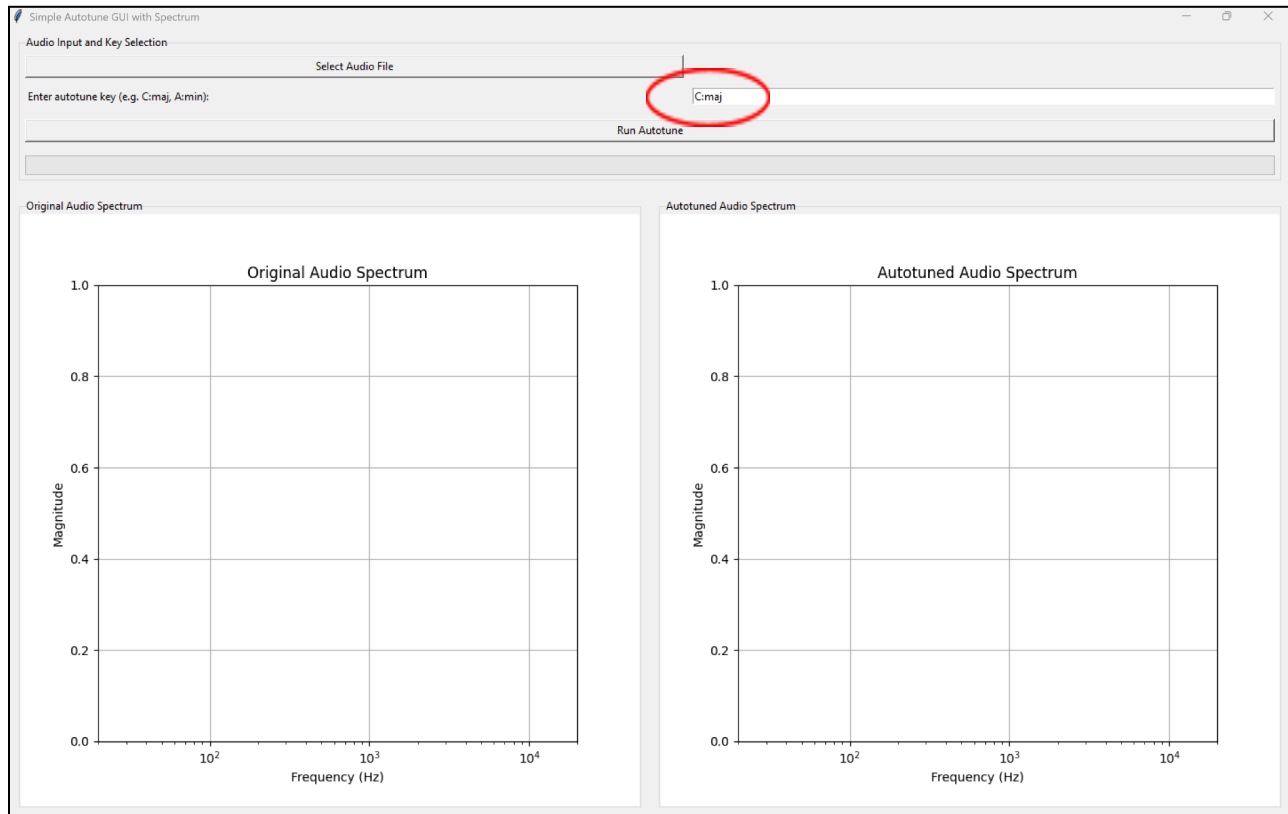 Simple Autotune GUI with Spectrum
Audio Input and Key Selection
Select Audio File
Enter autotune key (e.g. C:maj, A:min):
C:maj
Run Autotune
Original Audio Spectrum
Original Audio Spectrum
1.0
0.8
0.6
0.4
0.2
0.0
Magnitude
10²
10³
10⁴
Frequency (Hz)
Autotuned Audio Spectrum
Autotuned Audio Spectrum
1.0
0.8
0.6
0.4
0.2
0.0
Magnitude
10²
10³
10⁴
Frequency (Hz)